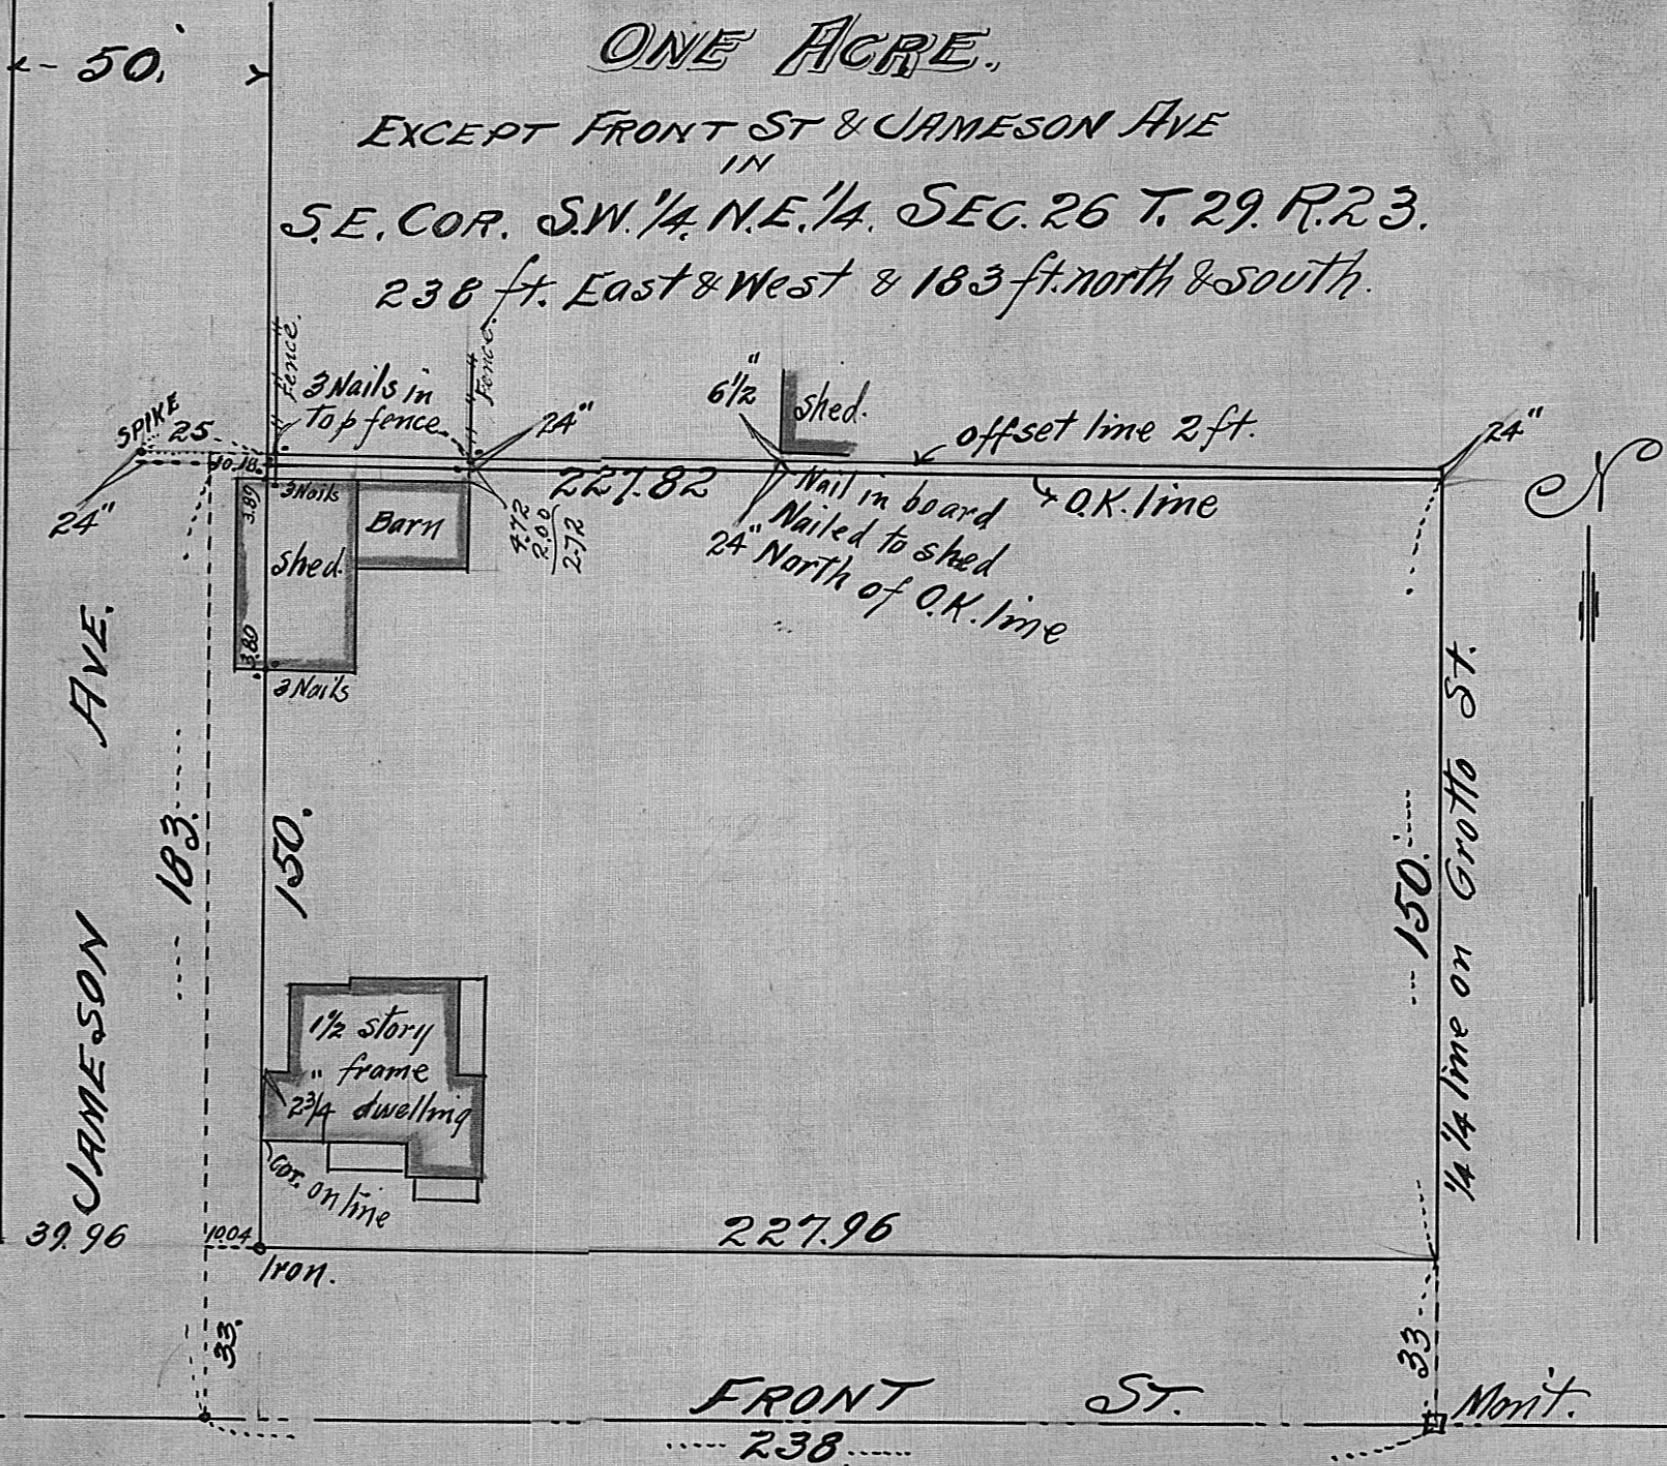 50.
ONE ACRE.
EXCEPT FRONT ST & JAMESON AVE
IN
S.E. COR. S.W. 1/4. N.E. 1/4. SEC. 26 T. 29. R. 23.
238 ft. East & West & 183 ft. north & south.
Fence.
3 Nails in
Top fence
Fence.
24"
6 1/2"
shed.
offset line 2 ft.
24"
SPIKE
25
10.18.
24"
227.82
O.K. line
Nail in board
Nailed to shed
24" North of O.K. line
3 Nails
3.89
shed.
Barn
4.72
2.00
2.72
3.80
3 Nails
JAMESON AVE.
183.
150.
150.
1/4 1/4 line on Grotto St.
N
1 1/2 story
frame
2 3/4" dwelling
Cor. on line
39.96
10.04
Iron.
227.96
33.
33
FRONT ST.
Mon't.
238